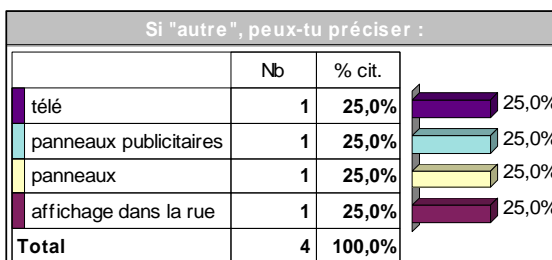 Si "autre", peux-tu préciser :
Nb % cit.
télé 1 25,0% 25,0%
panneaux publicitaires 1 25,0% 25,0%
panneaux 1 25,0% 25,0%
affichage dans la rue 1 25,0% 25,0%
Total 4 100,0%